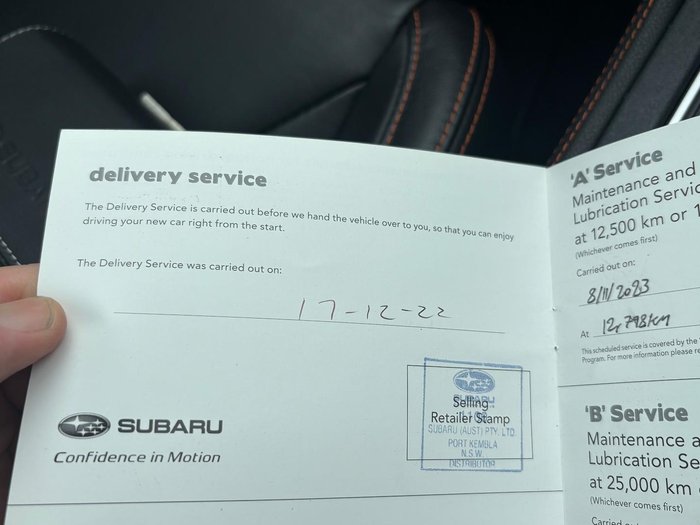 delivery service
The Delivery Service is carried out before we hand the vehicle over to you, so that you can enjoy
driving your new car right from the start.
The Delivery Service was carried out on:
17-12-22
SUBARU
Confidence in Motion
SUBARU
Selling
Retailer Stamp
SUBARU (AUST) PTY. LTD.
PORT KEMBLA
N.S.W.
DISTRIBUTOR
'A' Service
Maintenance and
Lubrication Servic
at 12,500 km or 1
(Whichever comes first)
Carried out on:
8/11/2023
At 12,798KM
This scheduled service is covered by the
Program. For more information please re
'B' Service
Maintenance a
Lubrication Se
at 25,000 km
(Whichever comes first)
Carried ou